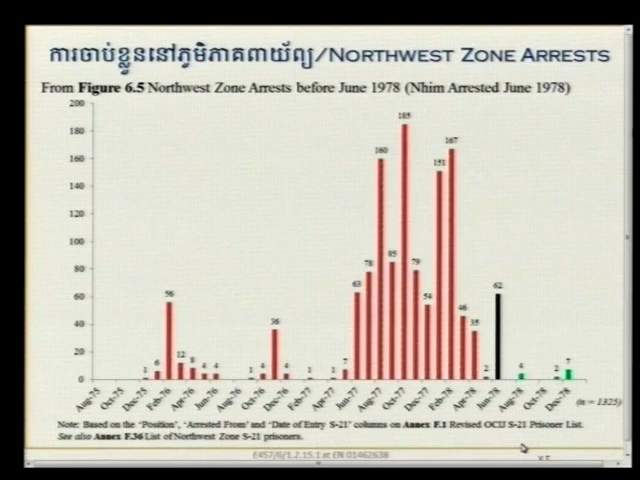 ការចាប់ខ្លួននៅភូមិភាគពាយ័ព្យ/NORTHWEST ZONE ARRESTS
From Figure 6.5 Northwest Zone Arrests before June 1978 (Nhim Arrested June 1978)
200
180
160
140
120
100
80
60
40
20
0
1 6 56 12 8 4 4 1 4 36 4 1 1 7 63 78 160 85 185 79 54 151 167 46 35 2 62 4 2 7
Aug-75 Oct-75 Dec-75 Feb-76 Apr-76 Jun-76 Aug-76 Oct-76 Dec-76 Feb-77 Apr-77 Jun-77 Aug-77 Oct-77 Dec-77 Feb-78 Apr-78 Jun-78 Aug-78 Oct-78 Dec-78
(n = 1325)
Note: Based on the 'Position', 'Arrested From' and 'Date of Entry S-21' columns on Annex F.1 Revised OCIJ S-21 Prisoner List.
See also Annex F.36 List of Northwest Zone S-21 prisoners.
E457/6/1.2.15.1 at EN 01462638